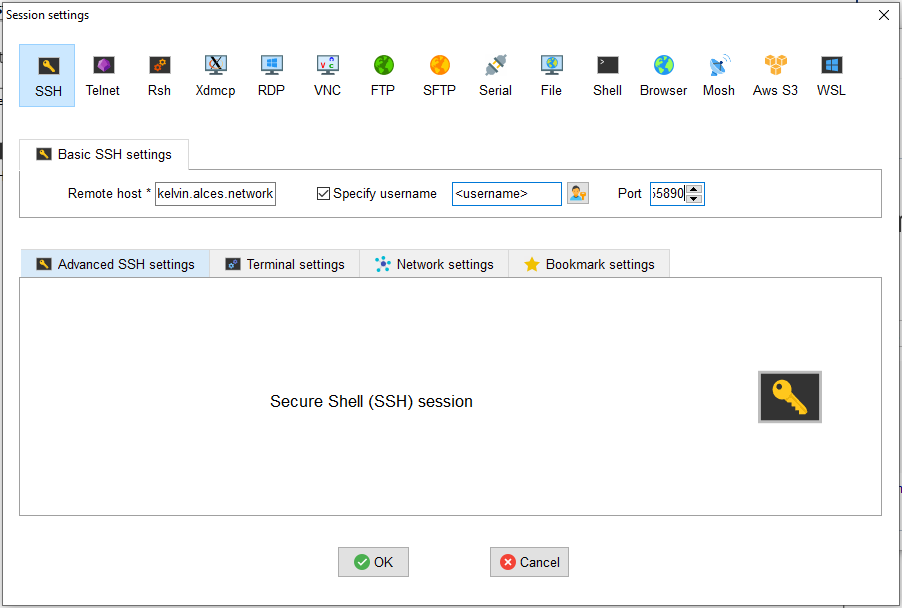 Session settings
SSH Telnet Rsh Xdmcp RDP VNC FTP SFTP Serial File Shell Browser Mosh Aws S3 WSL
Basic SSH settings
Remote host * kelvin.alces.network Specify username <username> Port 5890
Advanced SSH settings Terminal settings Network settings Bookmark settings
Secure Shell (SSH) session
OK Cancel